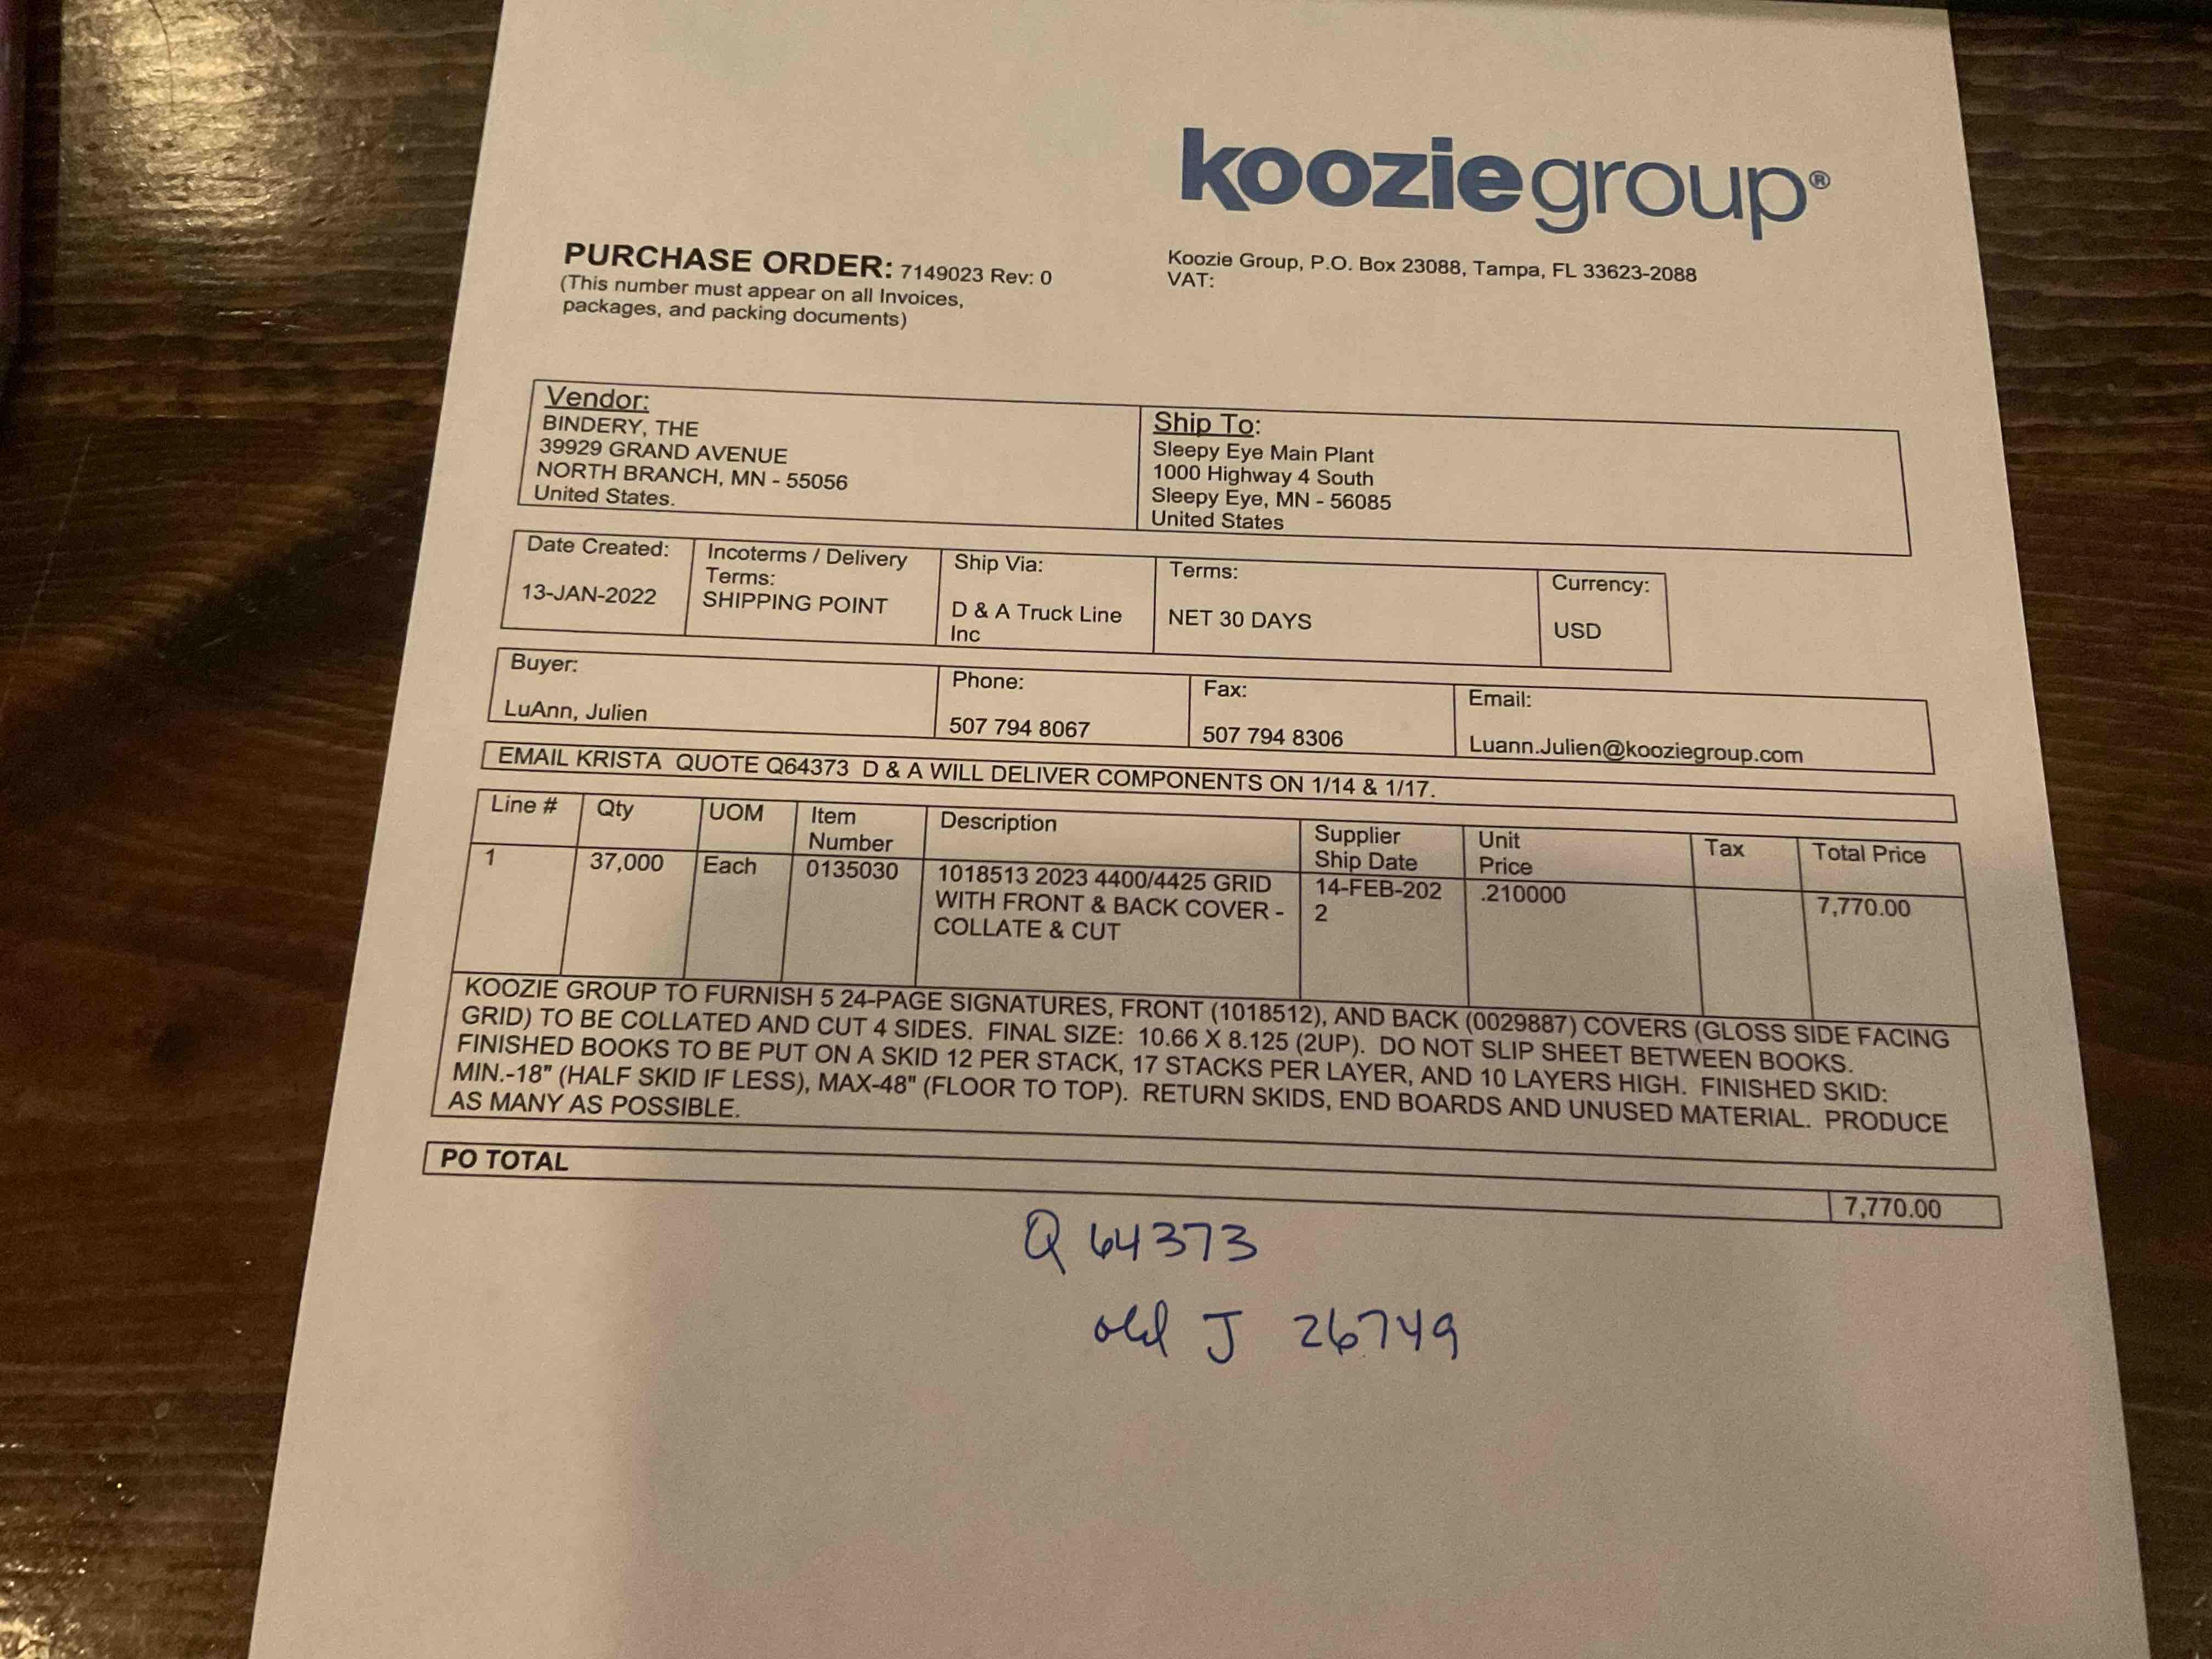 kooziegroup®
PURCHASE ORDER: 7149023 Rev: 0
(This number must appear on all Invoices,
packages, and packing documents)
Koozie Group, P.O. Box 23088, Tampa, FL 33623-2088
VAT:
Vendor:
BINDERY, THE
39929 GRAND AVENUE
NORTH BRANCH, MN - 55056
United States.
Ship To:
Sleepy Eye Main Plant
1000 Highway 4 South
Sleepy Eye, MN - 56085
United States
Date Created:
13-JAN-2022
Incoterms / Delivery
Terms:
SHIPPING POINT
Ship Via:
D & A Truck Line
Inc
Terms:
NET 30 DAYS
Currency:
USD
Buyer:
LuAnn, Julien
Phone:
507 794 8067
Fax:
507 794 8306
Email:
Luann.Julien@kooziegroup.com
EMAIL KRISTA QUOTE Q64373 D & A WILL DELIVER COMPONENTS ON 1/14 & 1/17.
Line #
Qty
UOM
Item
Number
Description
Supplier
Ship Date
Unit
Price
Tax
Total Price
1
37,000
Each
0135030
1018513 2023 4400/4425 GRID
WITH FRONT & BACK COVER -
COLLATE & CUT
14-FEB-202
2
.210000
7,770.00
KOOZIE GROUP TO FURNISH 5 24-PAGE SIGNATURES, FRONT (1018512), AND BACK (0029887) COVERS (GLOSS SIDE FACING
GRID) TO BE COLLATED AND CUT 4 SIDES. FINAL SIZE: 10.66 X 8.125 (2UP). DO NOT SLIP SHEET BETWEEN BOOKS.
FINISHED BOOKS TO BE PUT ON A SKID 12 PER STACK, 17 STACKS PER LAYER, AND 10 LAYERS HIGH. FINISHED SKID:
MIN.-18" (HALF SKID IF LESS), MAX-48" (FLOOR TO TOP). RETURN SKIDS, END BOARDS AND UNUSED MATERIAL. PRODUCE
AS MANY AS POSSIBLE.
PO TOTAL
7,770.00
Q 64373
old J 26749